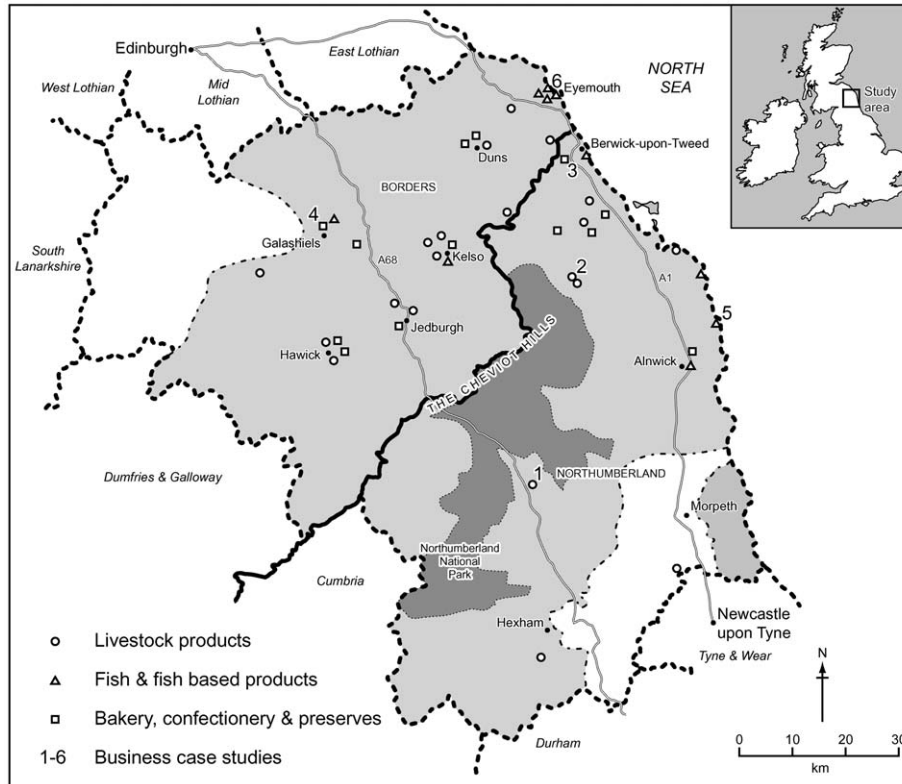 Edinburgh
East Lothian
West Lothian
Mid
Lothian
NORTH
SEA
Study
area
6
Eyemouth
Duns
Berwick-upon-Tweed
3
BORDERS
4
Galashiels
South
Lanarkshire
A68
Kelso
2
A1
5
Jedburgh
Hawick
Alnwick
THE CHEVIOT HILLS
Dumfries & Galloway
1
NORTHUMBERLAND
Morpeth
Northumberland
National
Park
Cumbria
Hexham
Newcastle
upon Tyne
Tyne & Wear
Durham
Livestock products
Fish & fish based products
Bakery, confectionery & preserves
1-6 Business case studies
N
0 10 20 30
km